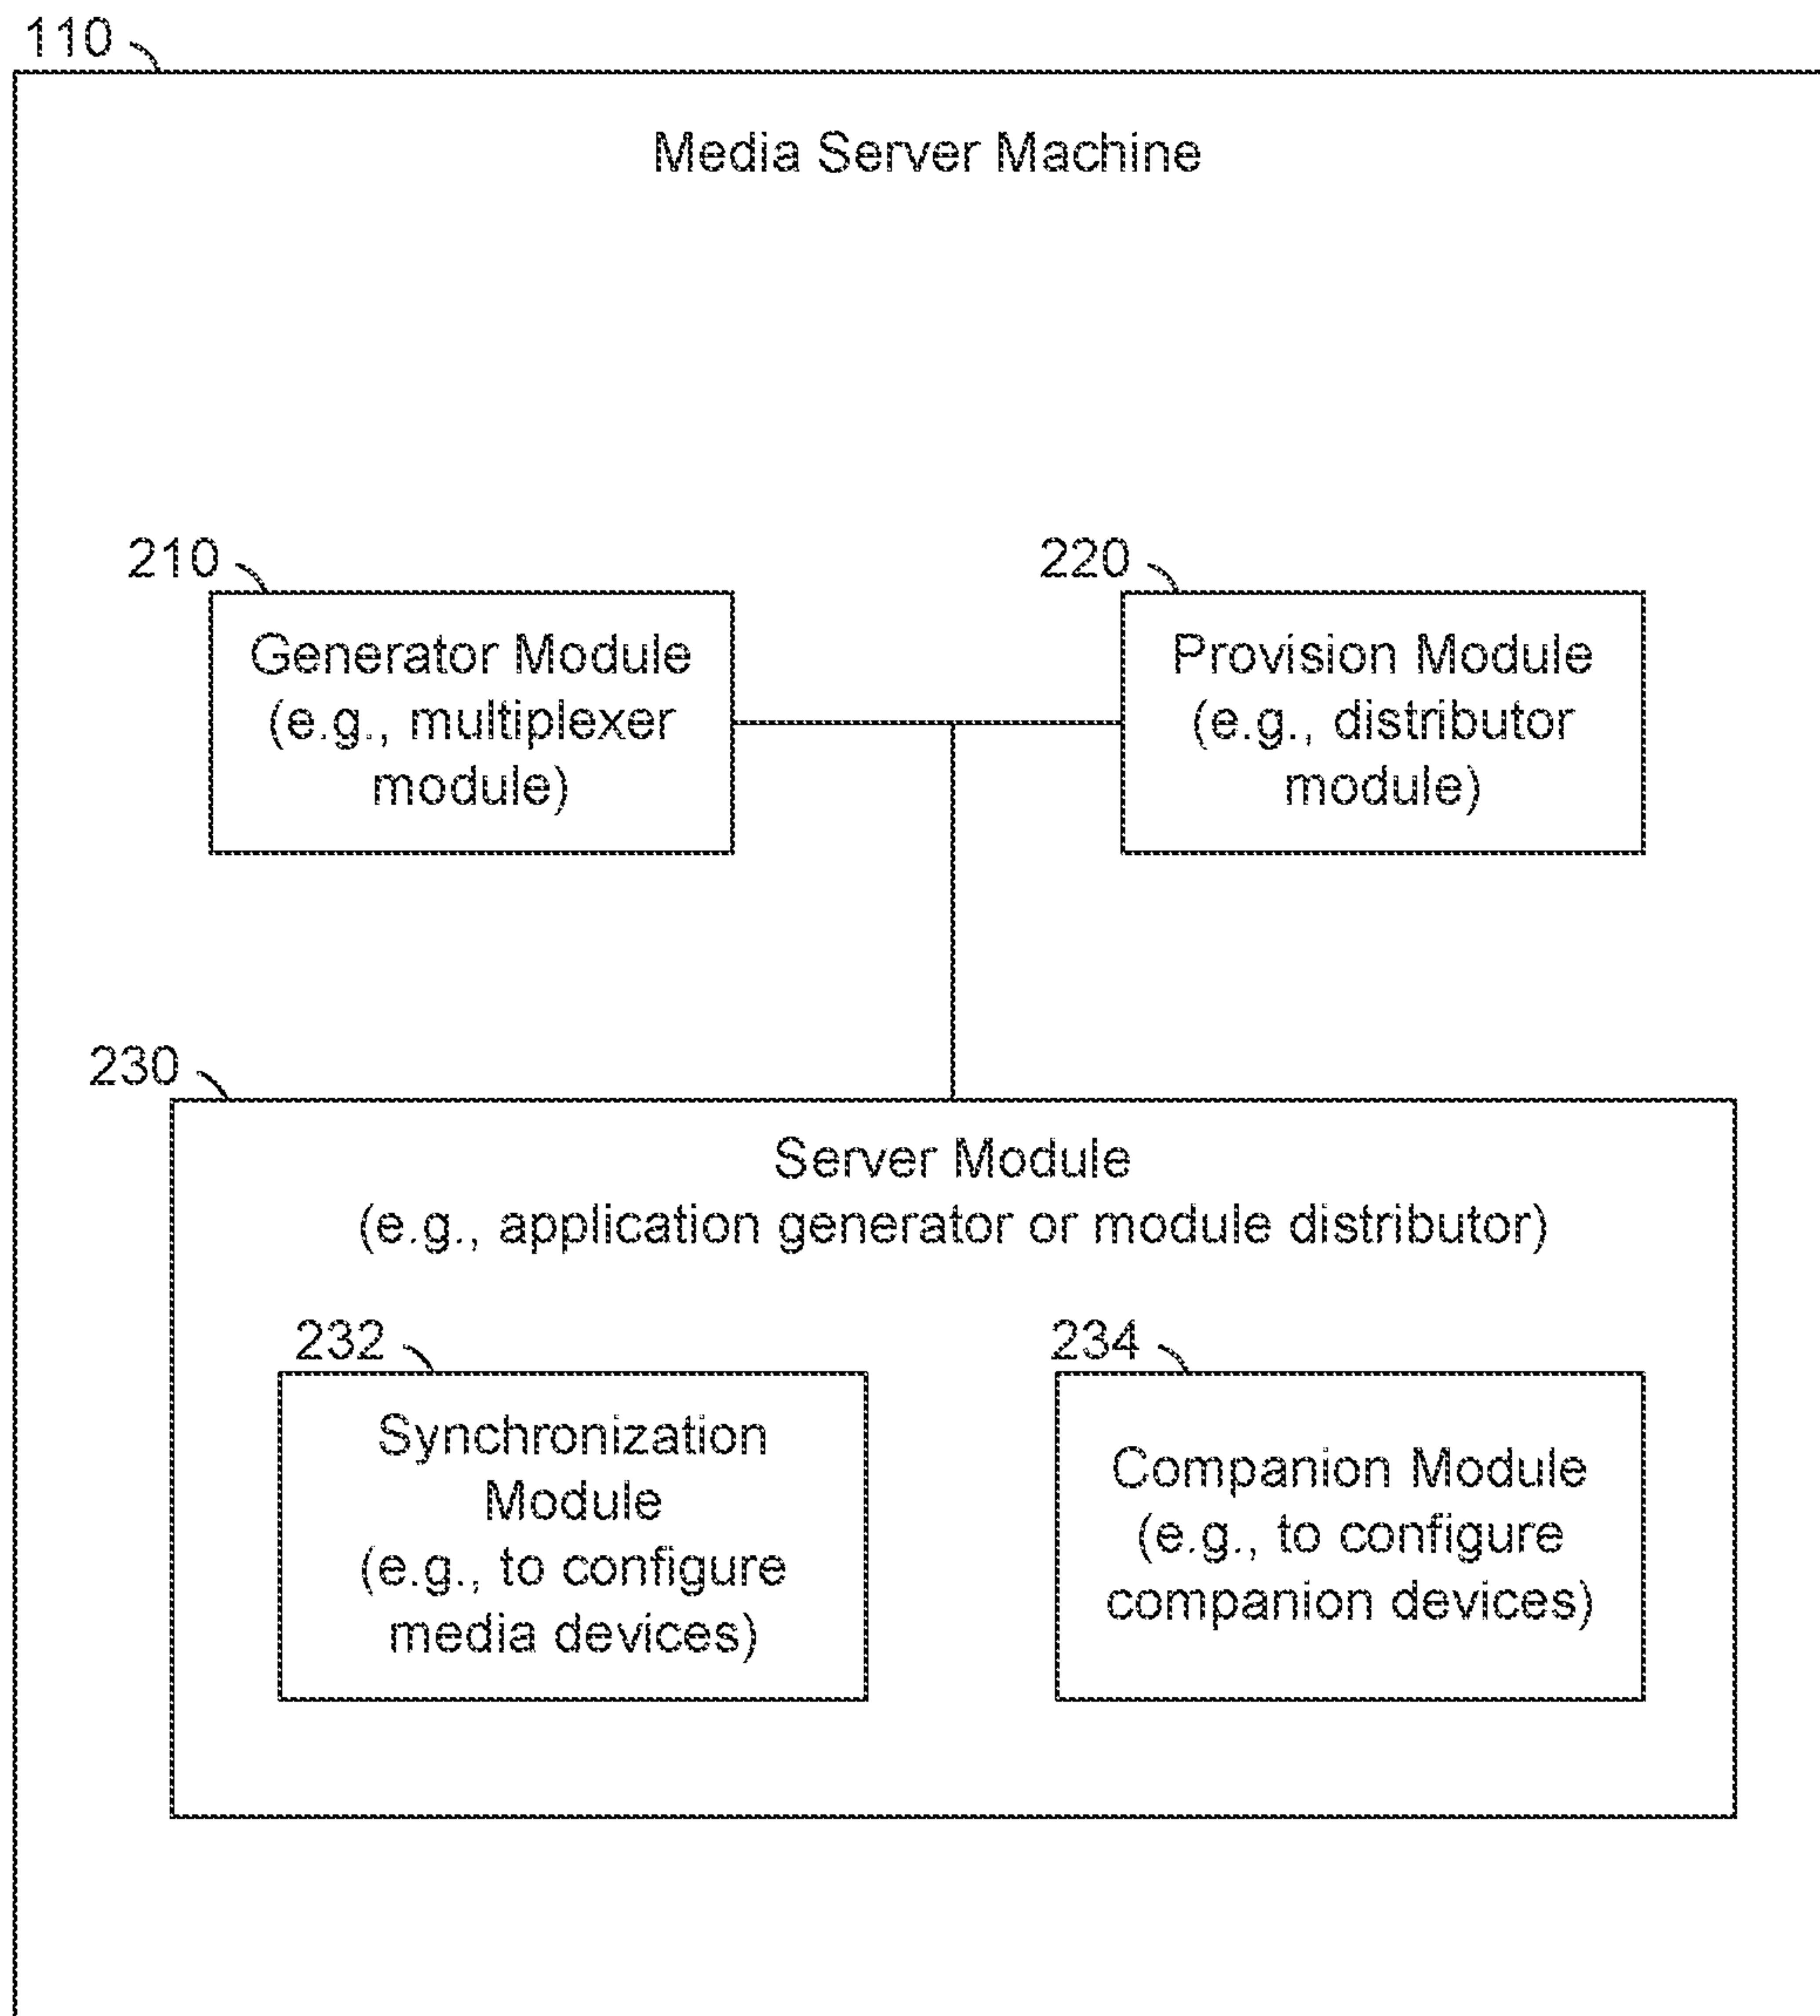 110
Media Server Machine
210
Generator Module
(e.g., multiplexer
module)
220
Provision Module
(e.g., distributor
module)
230
Server Module
(e.g., application generator or module distributor)
232
Synchronization
Module
(e.g., to configure
media devices)
234
Companion Module
(e.g., to configure
companion devices)